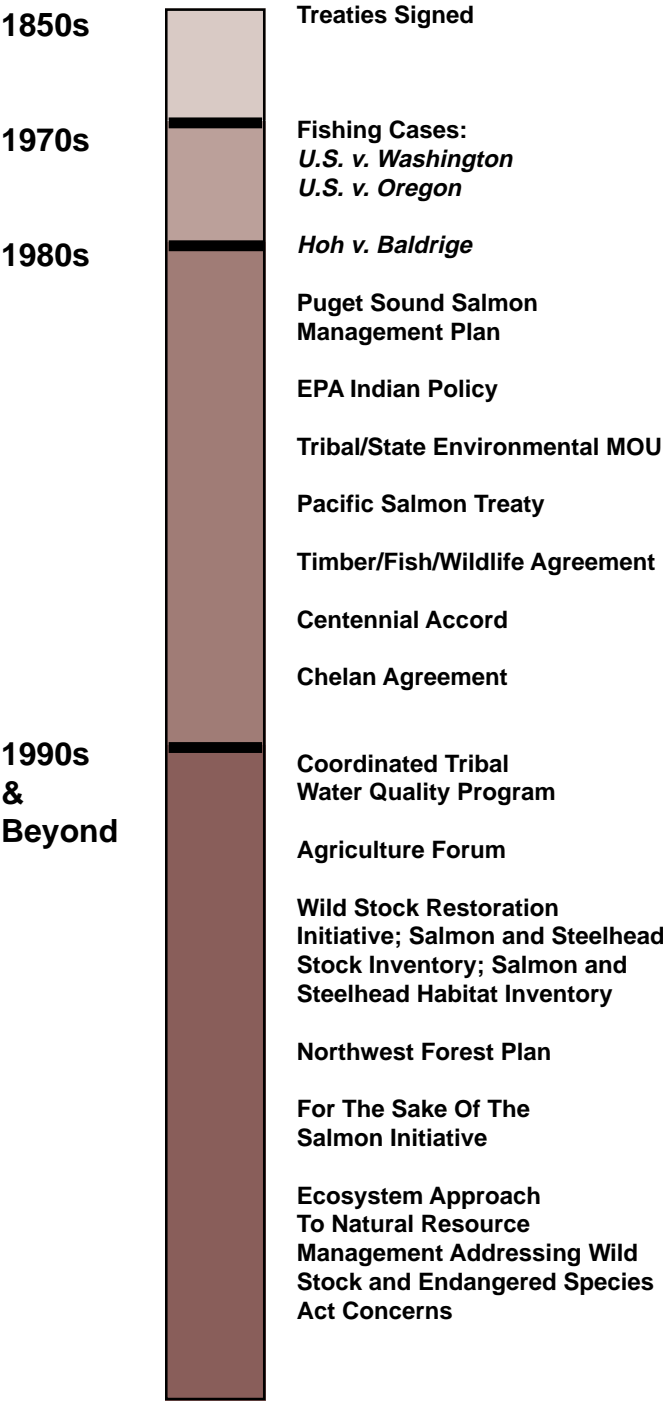 1850s
Treaties Signed
1970s
Fishing Cases:
U.S. v. Washington
U.S. v. Oregon
1980s
Hoh v. Baldrige
Puget Sound Salmon
Management Plan
EPA Indian Policy
Tribal/State Environmental MOU
Pacific Salmon Treaty
Timber/Fish/Wildlife Agreement
Centennial Accord
Chelan Agreement
1990s
&
Beyond
Coordinated Tribal
Water Quality Program
Agriculture Forum
Wild Stock Restoration
Initiative; Salmon and Steelhead
Stock Inventory; Salmon and
Steelhead Habitat Inventory
Northwest Forest Plan
For The Sake Of The
Salmon Initiative
Ecosystem Approach
To Natural Resource
Management Addressing Wild
Stock and Endangered Species
Act Concerns